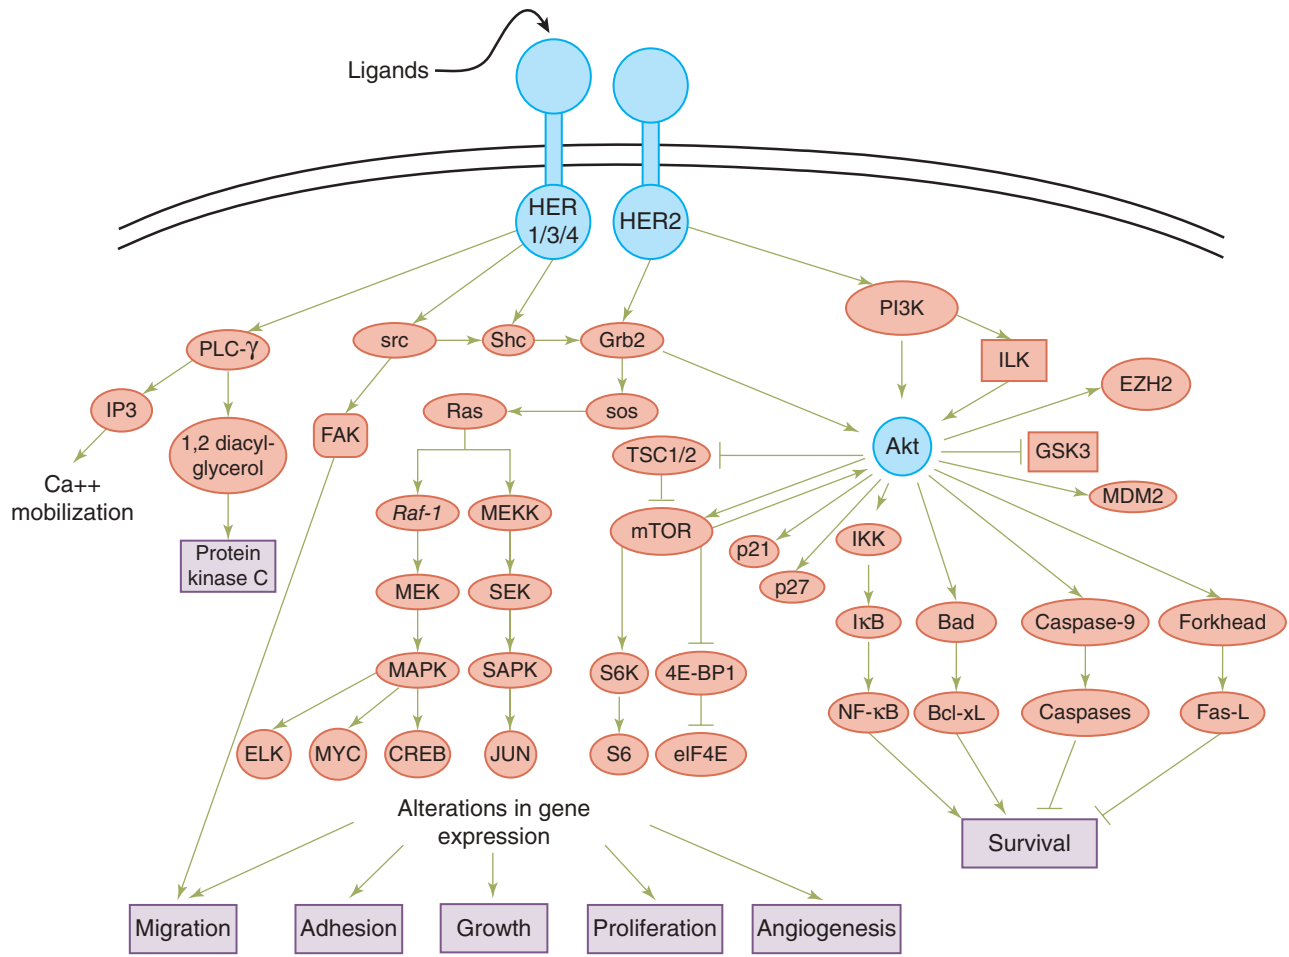 Ligands
HER
1/3/4
HER2
PI3K
PLC-γ
src
Shc
Grb2
ILK
EZH2
IP3
1,2 diacyl-
glycerol
FAK
Ras
sos
TSC1/2
Akt
GSK3
MDM2
Ca++
mobilization
Raf-1
MEKK
mTOR
p21
IKK
p27
Protein
kinase C
MEK
SEK
IκB
Bad
Caspase-9
Forkhead
MAPK
SAPK
S6K
4E-BP1
NF-κB
Bcl-xL
Caspases
Fas-L
ELK
MYC
CREB
JUN
S6
eIF4E
Alterations in gene
expression
Survival
Migration
Adhesion
Growth
Proliferation
Angiogenesis